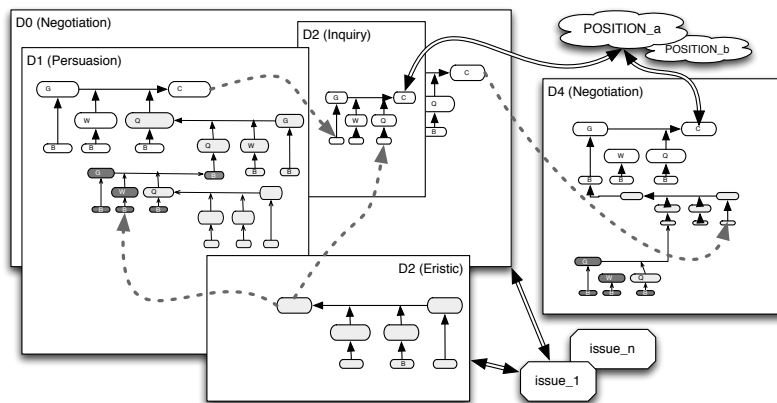 D0 (Negotiation)
D2 (Inquiry)
POSITION_a
POSITION_b
D1 (Persuasion)
D4 (Negotiation)
G
C
W
Q
B
B
B
G
Q
W
B
B
B
G
W
Q
B
B
B
G
C
W
Q
B
C
Q
B
G
C
W
Q
B
B
B
G
W
Q
B
B
B
D2 (Eristic)
B
issue_n
issue_1